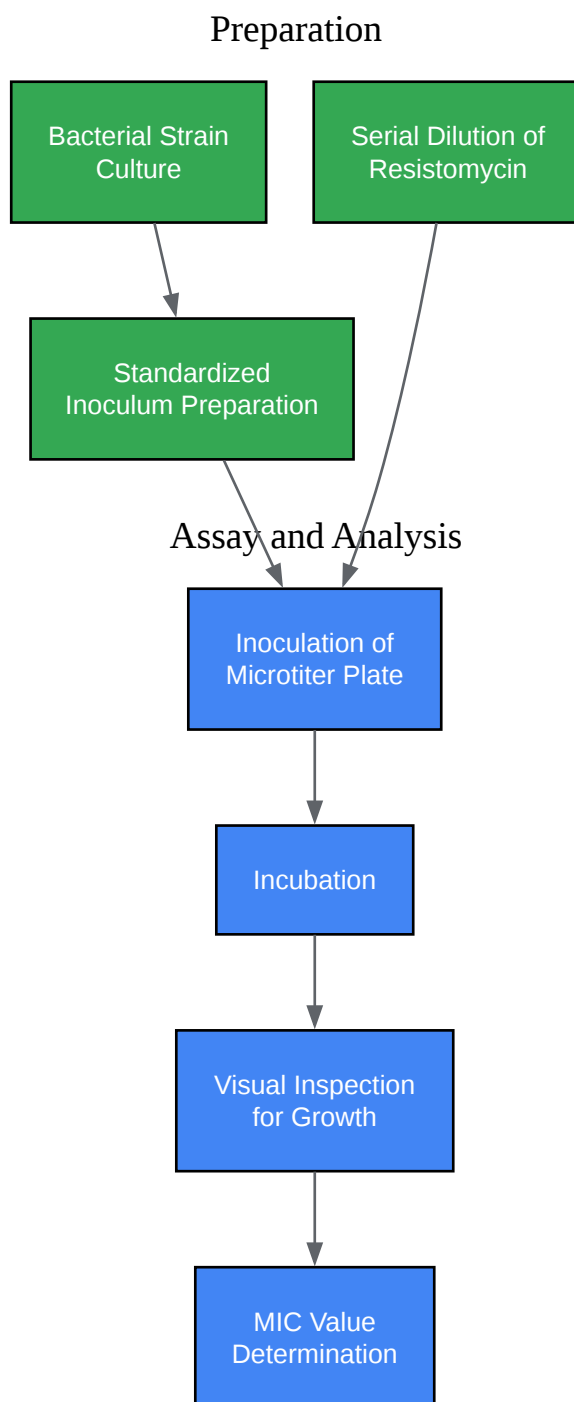 Preparation
Bacterial Strain
Culture
Serial Dilution of
Resistomycin
Standardized
Inoculum Preparation
Assay and Analysis
Inoculation of
Microtiter Plate
Incubation
Visual Inspection
for Growth
MIC Value
Determination